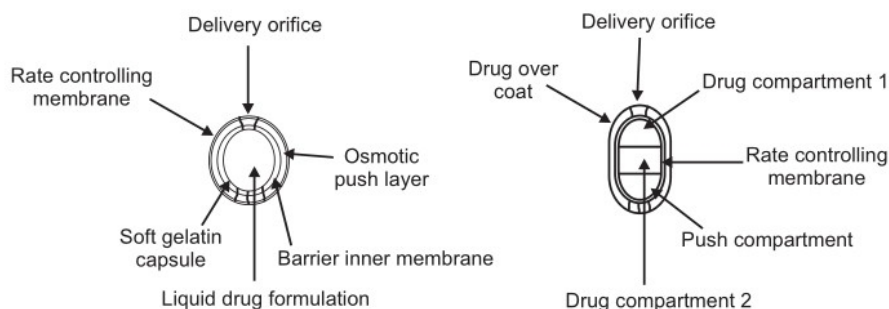 Delivery orifice
Rate controlling
membrane
Osmotic
push layer
Soft gelatin
capsule
Barrier inner membrane
Liquid drug formulation
Delivery orifice
Drug over
coat
Drug compartment 1
Rate controlling
membrane
Push compartment
Drug compartment 2